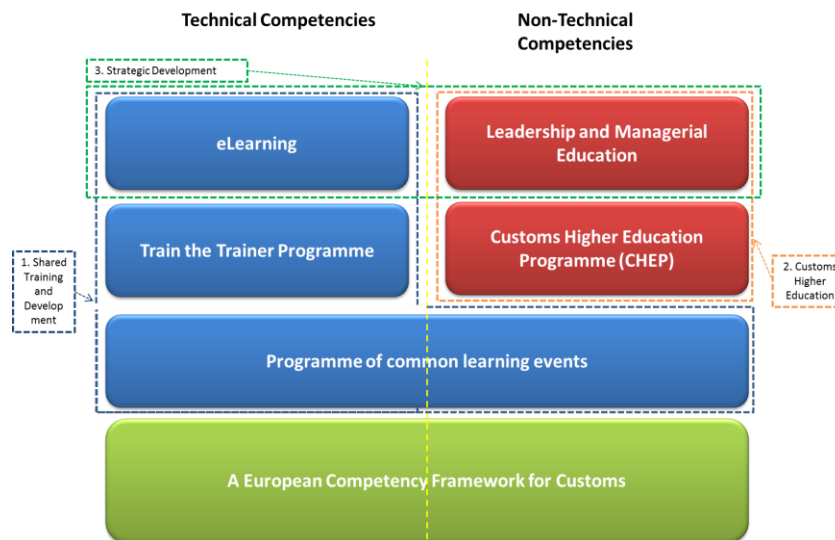 Technical Competencies
Non-Technical
Competencies
3. Strategic Development
eLearning
Leadership and Managerial
Education
Train the Trainer Programme
Customs Higher Education
Programme (CHEP)
1. Shared
Training
and
Develop
ment
2. Customs
Higher
Education
Programme of common learning events
A European Competency Framework for Customs